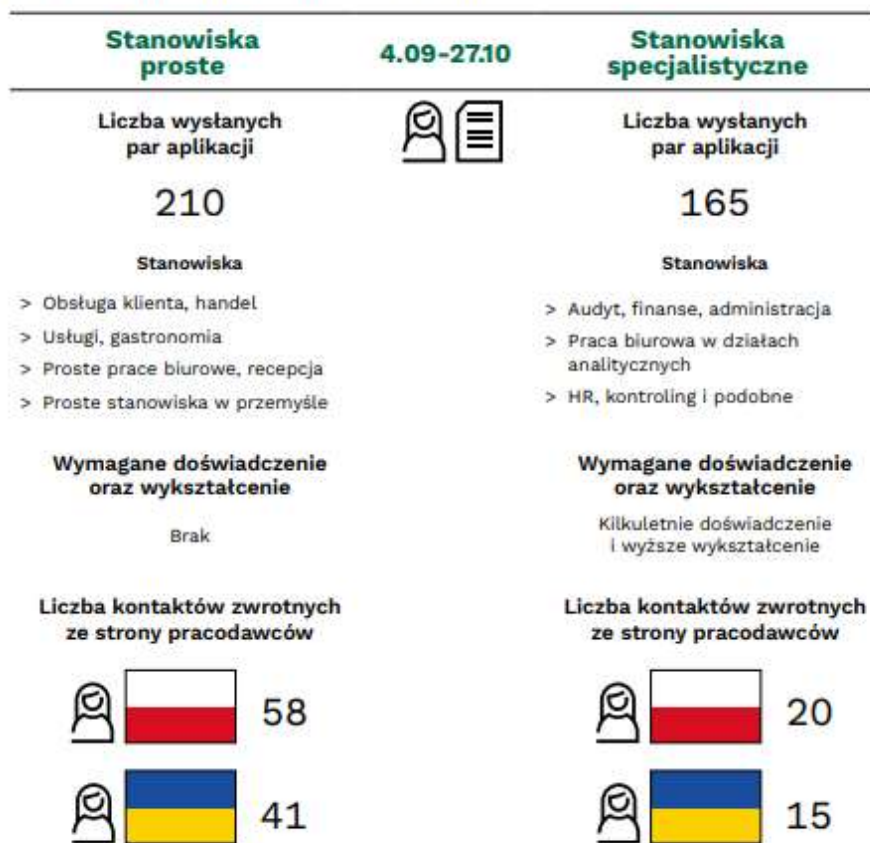 Stanowiska
proste
4.09-27.10
Stanowiska
specjalistyczne
Liczba wysłanych
par aplikacji
210
Stanowiska
> Obsługa klienta, handel
> Usługi, gastronomia
> Proste prace biurowe, recepcja
> Proste stanowiska w przemyśle
Wymagane doświadczenie
oraz wykształcenie
Brak
Liczba kontaktów zwrotnych
ze strony pracodawców
58
41
Liczba wysłanych
par aplikacji
165
Stanowiska
> Audyt, finanse, administracja
> Praca biurowa w działach
analitycznych
> HR, kontroling i podobne
Wymagane doświadczenie
oraz wykształcenie
Kilkuletnie doświadczenie
i wyższe wykształcenie
Liczba kontaktów zwrotnych
ze strony pracodawców
20
15